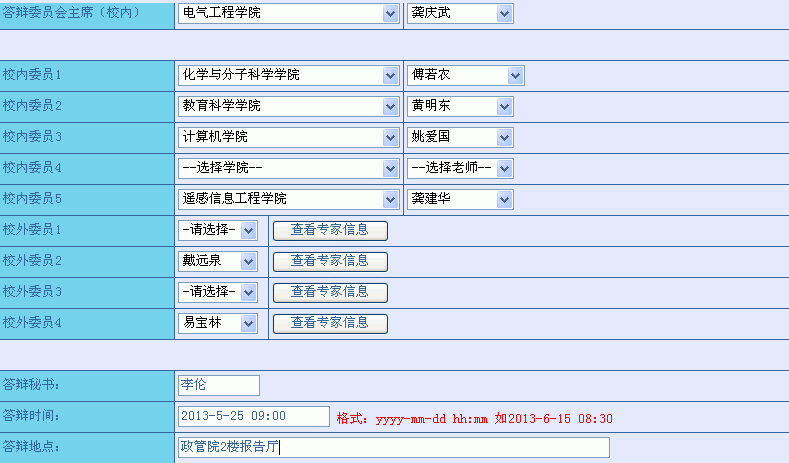 答辩委员会主席（校内） 电气工程学院 龚庆武
校内委员1 化学与分子科学学院 傅若农
校内委员2 教育科学学院 黄明东
校内委员3 计算机学院 姚爱国
校内委员4 --选择学院-- --选择老师--
校内委员5 遥感信息工程学院 龚建华
校外委员1 -请选择- 查看专家信息
校外委员2 戴远泉 查看专家信息
校外委员3 -请选择- 查看专家信息
校外委员4 易宝林 查看专家信息
答辩秘书： 李伦
答辩时间： 2013-5-25 09:00 格式：yyyy-mm-dd hh:mm 如2013-6-15 08:30
答辩地点： 政管院2楼报告厅